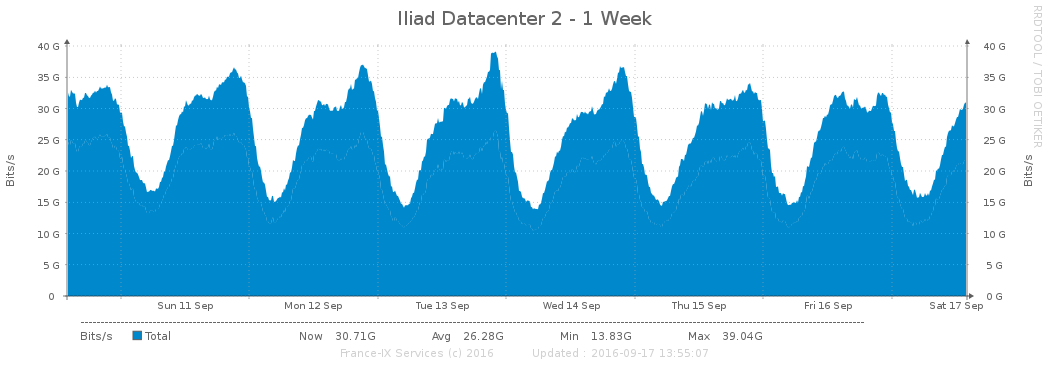 Iliad Datacenter 2 - 1 Week
RRDTOOL / TOBI OETIKER
Bits/s
40 G
35 G
30 G
25 G
20 G
15 G
10 G
5 G
0
40 G
35 G
30 G
25 G
20 G
15 G
10 G
5 G
0 G
Bits/s
Sun 11 Sep Mon 12 Sep Tue 13 Sep Wed 14 Sep Thu 15 Sep Fri 16 Sep Sat 17 Sep
Bits/s Total Now 30.71G Avg 26.28G Min 13.83G Max 39.04G
France-IX Services (c) 2016 Updated : 2016-09-17 13:55:07